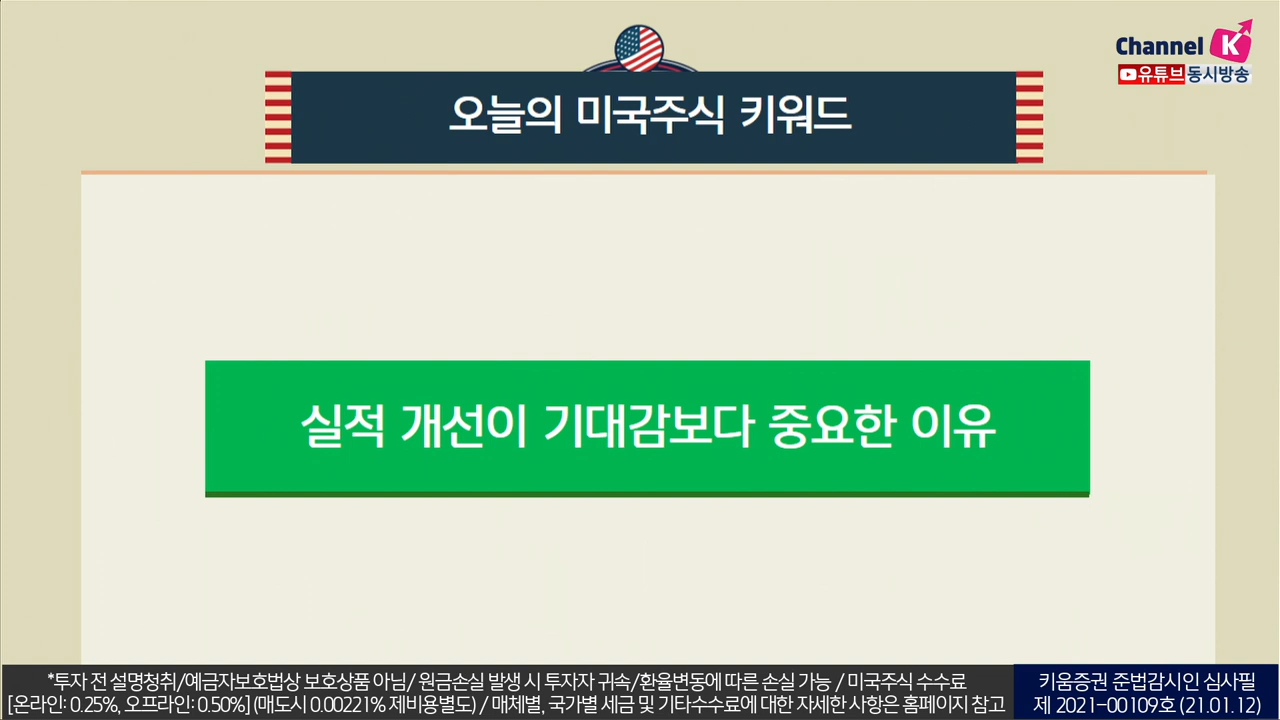 Channel K
유튜브 동시방송
오늘의 미국주식 키워드
실적 개선이 기대감보다 중요한 이유
*투자 전 설명청취/예금자보호법상 보호상품 아님/ 원금손실 발생 시 투자자 귀속/환율변동에 따른 손실 가능 / 미국주식 수수료
[온라인: 0.25%, 오프라인: 0.50%] (매도시 0.00221% 제비용별도) / 매체별, 국가별 세금 및 기타수수료에 대한 자세한 사항은 홈페이지 참고
키움증권 준법감시인 심사필
제 2021-00109호 (21.01.12)